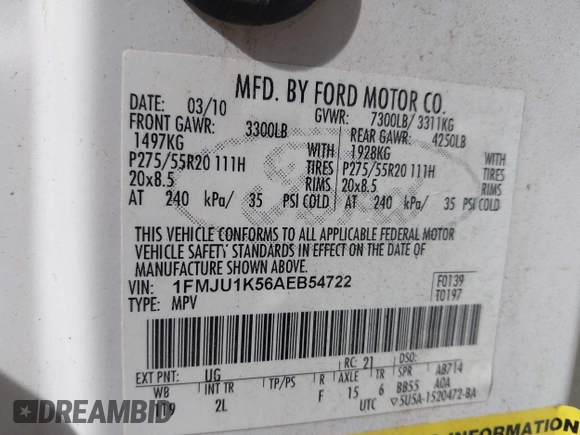 MFD. BY FORD MOTOR CO.
DATE: 03/10 GVWR: 7300LB/ 3311KG
FRONT GAWR: 3300LB REAR GAWR: 4250LB
1497KG WITH 1928KG WITH
P275/55R20 111H TIRES P275/55R20 111H TIRES
20x8.5 RIMS 20x8.5 RIMS
AT 240 kPa/ 35 PSI COLD AT 240 kPa/ 35 PSI COLD
Ford
THIS VEHICLE CONFORMS TO ALL APPLICABLE FEDERAL MOTOR
VEHICLE SAFETY STANDARDS IN EFFECT ON THE DATE OF
MANUFACTURE SHOWN ABOVE.
VIN: 1FMJU1K56AEB54722 F0139
TYPE: MPV T0197
EXT PNT: UG RC: 21 DSO:
WB INT TR TP/PS R AXLE TR SPR AB714
119 2L F 15 6 BB55 A0A
UTC 5U5A-1520472-BA
INFORMATION
DREAMBID